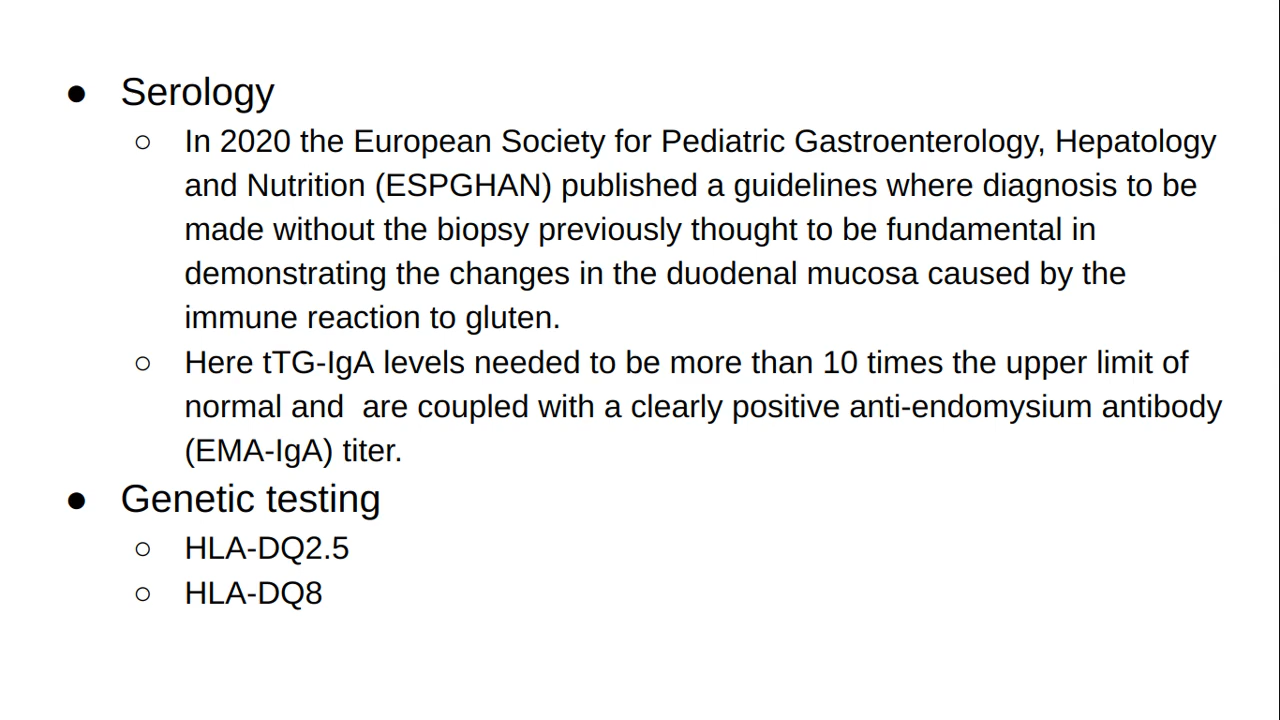 ● Serology
○ In 2020 the European Society for Pediatric Gastroenterology, Hepatology
and Nutrition (ESPGHAN) published a guidelines where diagnosis to be
made without the biopsy previously thought to be fundamental in
demonstrating the changes in the duodenal mucosa caused by the
immune reaction to gluten.
○ Here tTG-IgA levels needed to be more than 10 times the upper limit of
normal and  are coupled with a clearly positive anti-endomysium antibody
(EMA-IgA) titer.
● Genetic testing
○ HLA-DQ2.5
○ HLA-DQ8